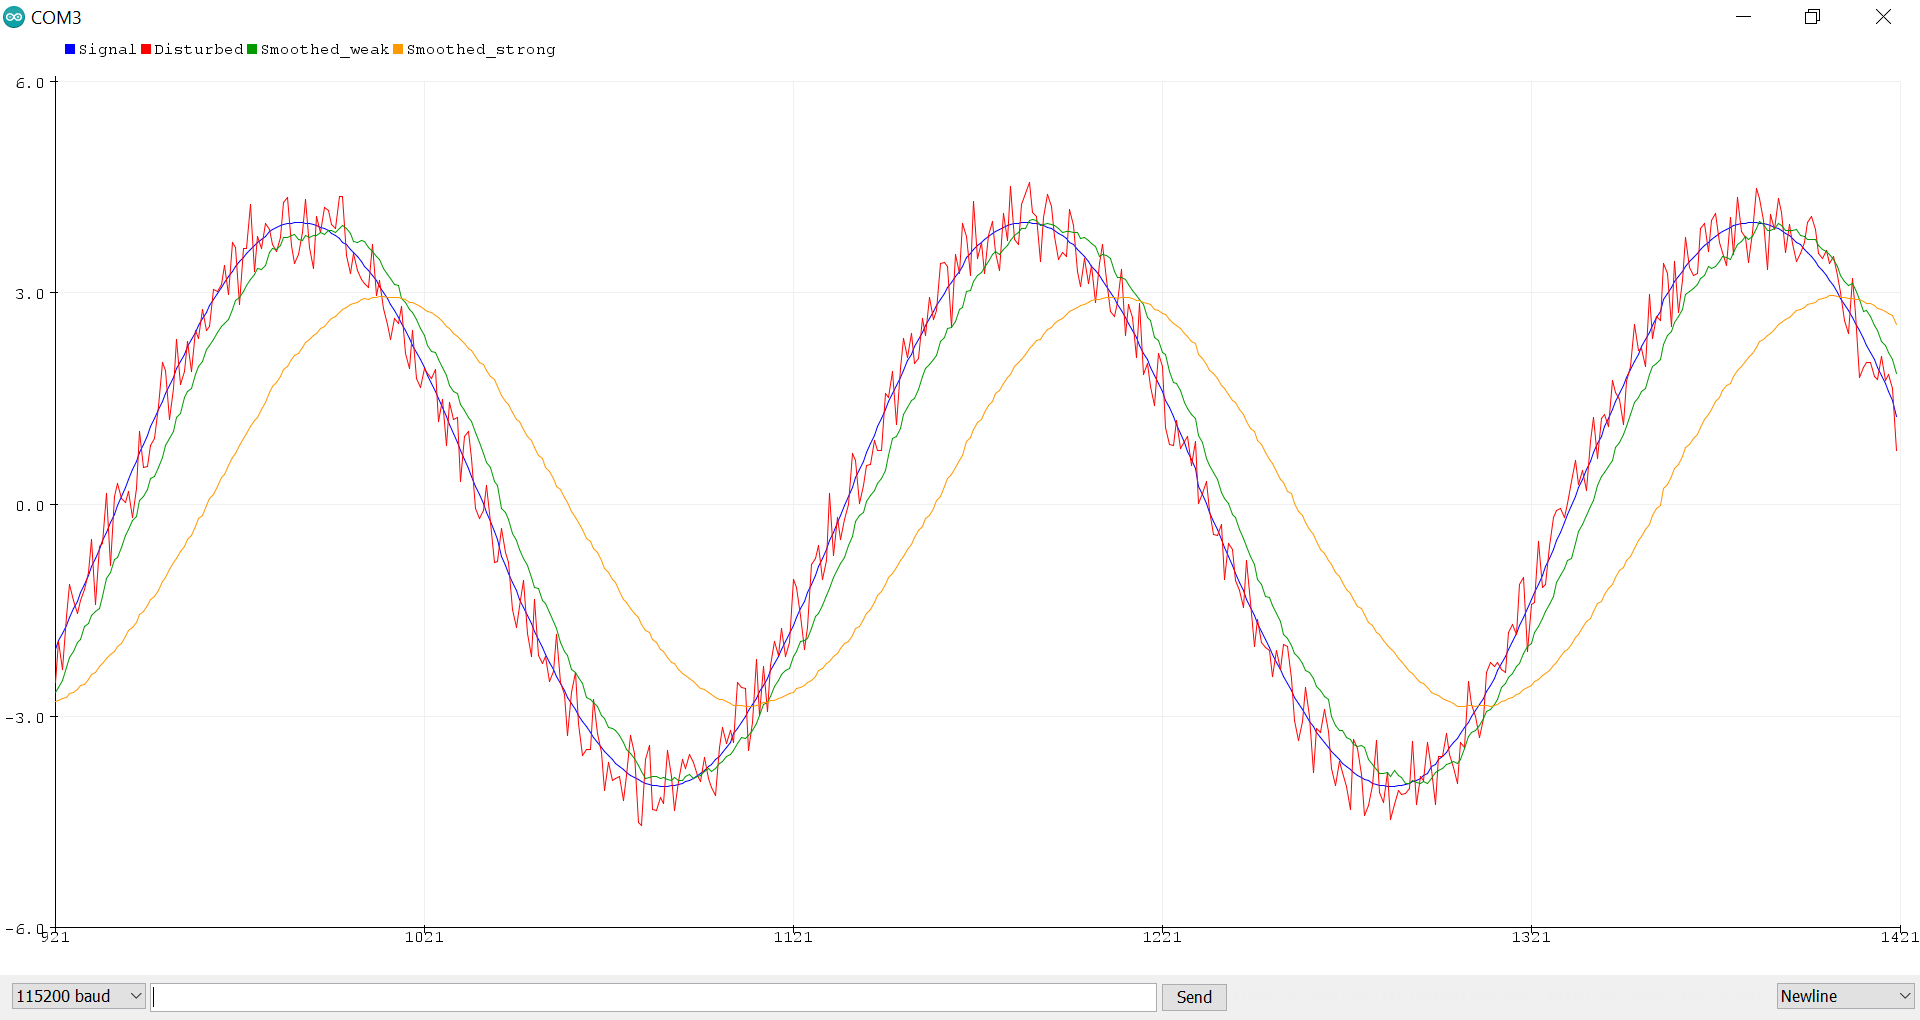 COM3
Signal Disturbed Smoothed_weak Smoothed_strong
6.0
3.0
0.0
-3.0
-6.0
921 1021 1121 1221 1321 1421
115200 baud Send Newline